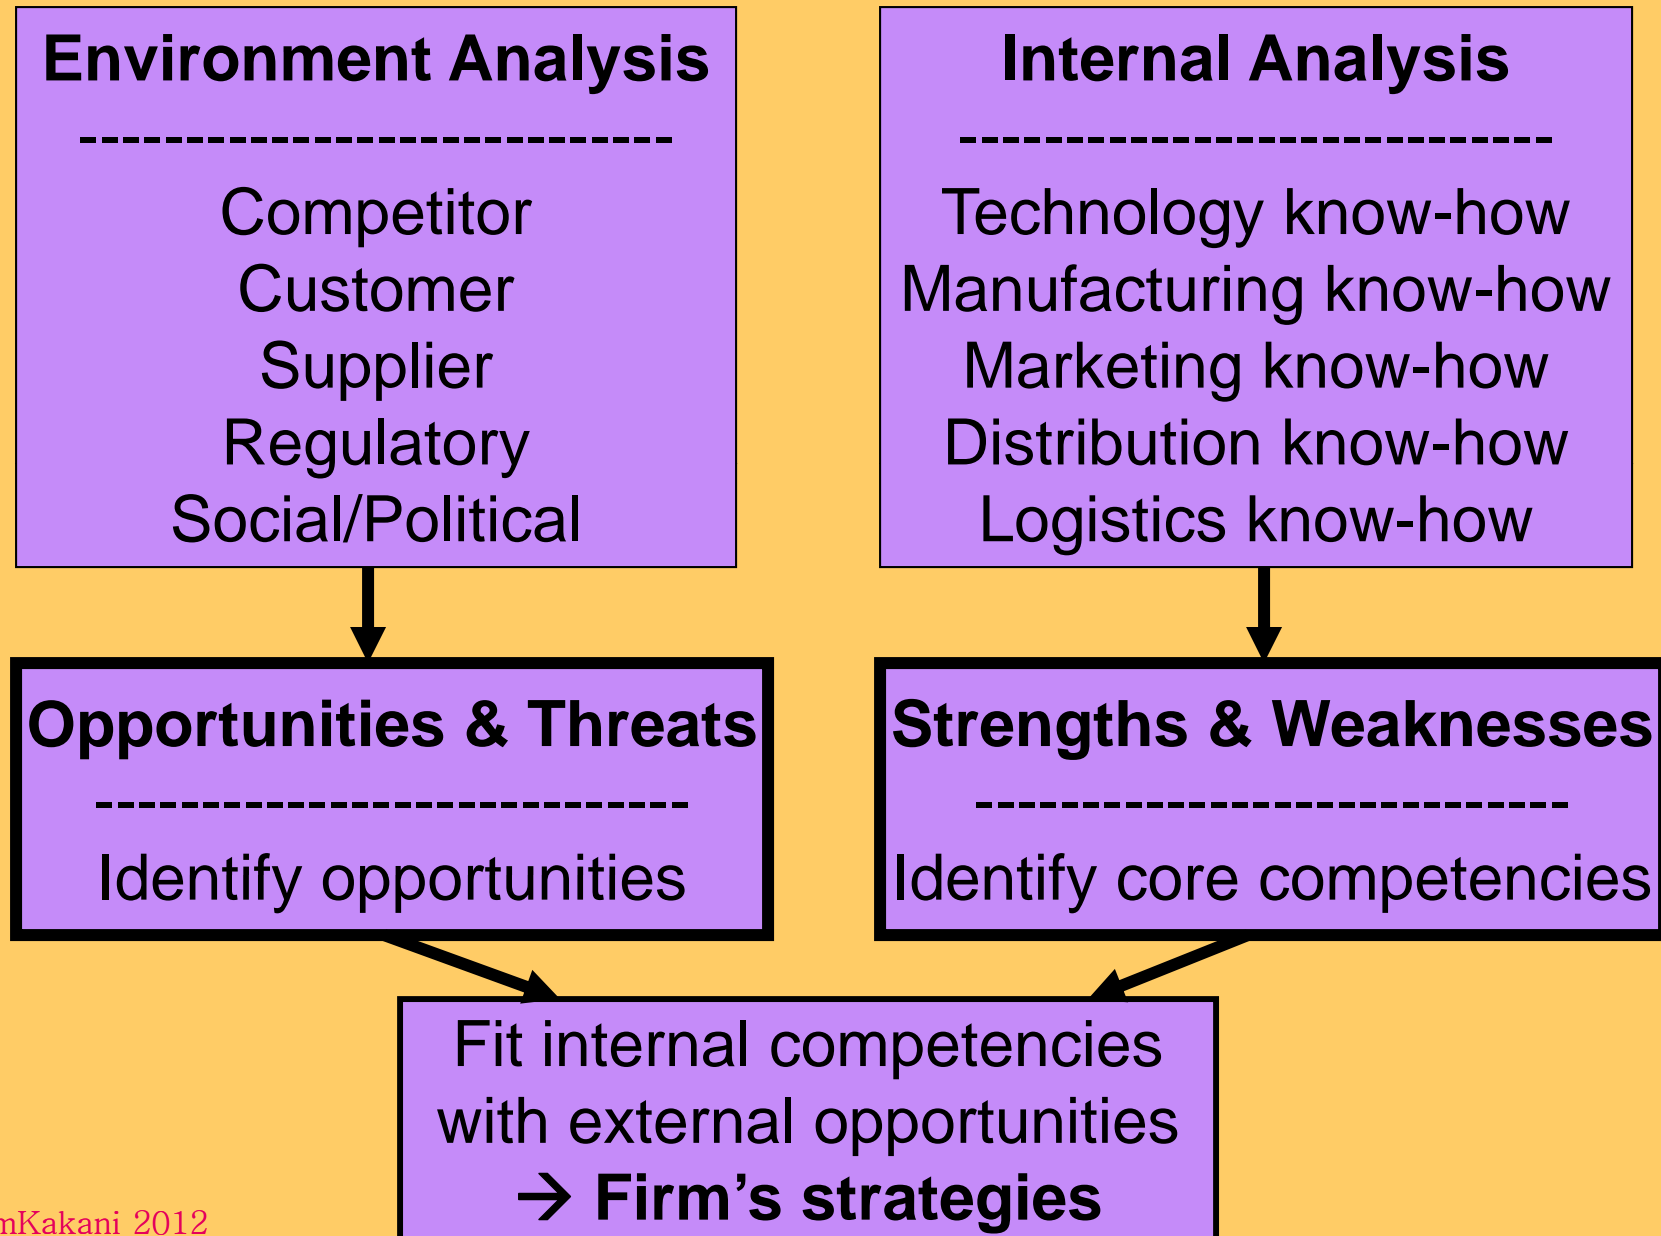 Environment Analysis
----------------------------
Competitor
Customer
Supplier
Regulatory
Social/Political
Internal Analysis
----------------------------
Technology know-how
Manufacturing know-how
Marketing know-how
Distribution know-how
Logistics know-how
Opportunities & Threats
----------------------------
Identify opportunities
Strengths & Weaknesses
----------------------------
Identify core competencies
Fit internal competencies
with external opportunities
→ Firm’s strategies
mKakani 2012